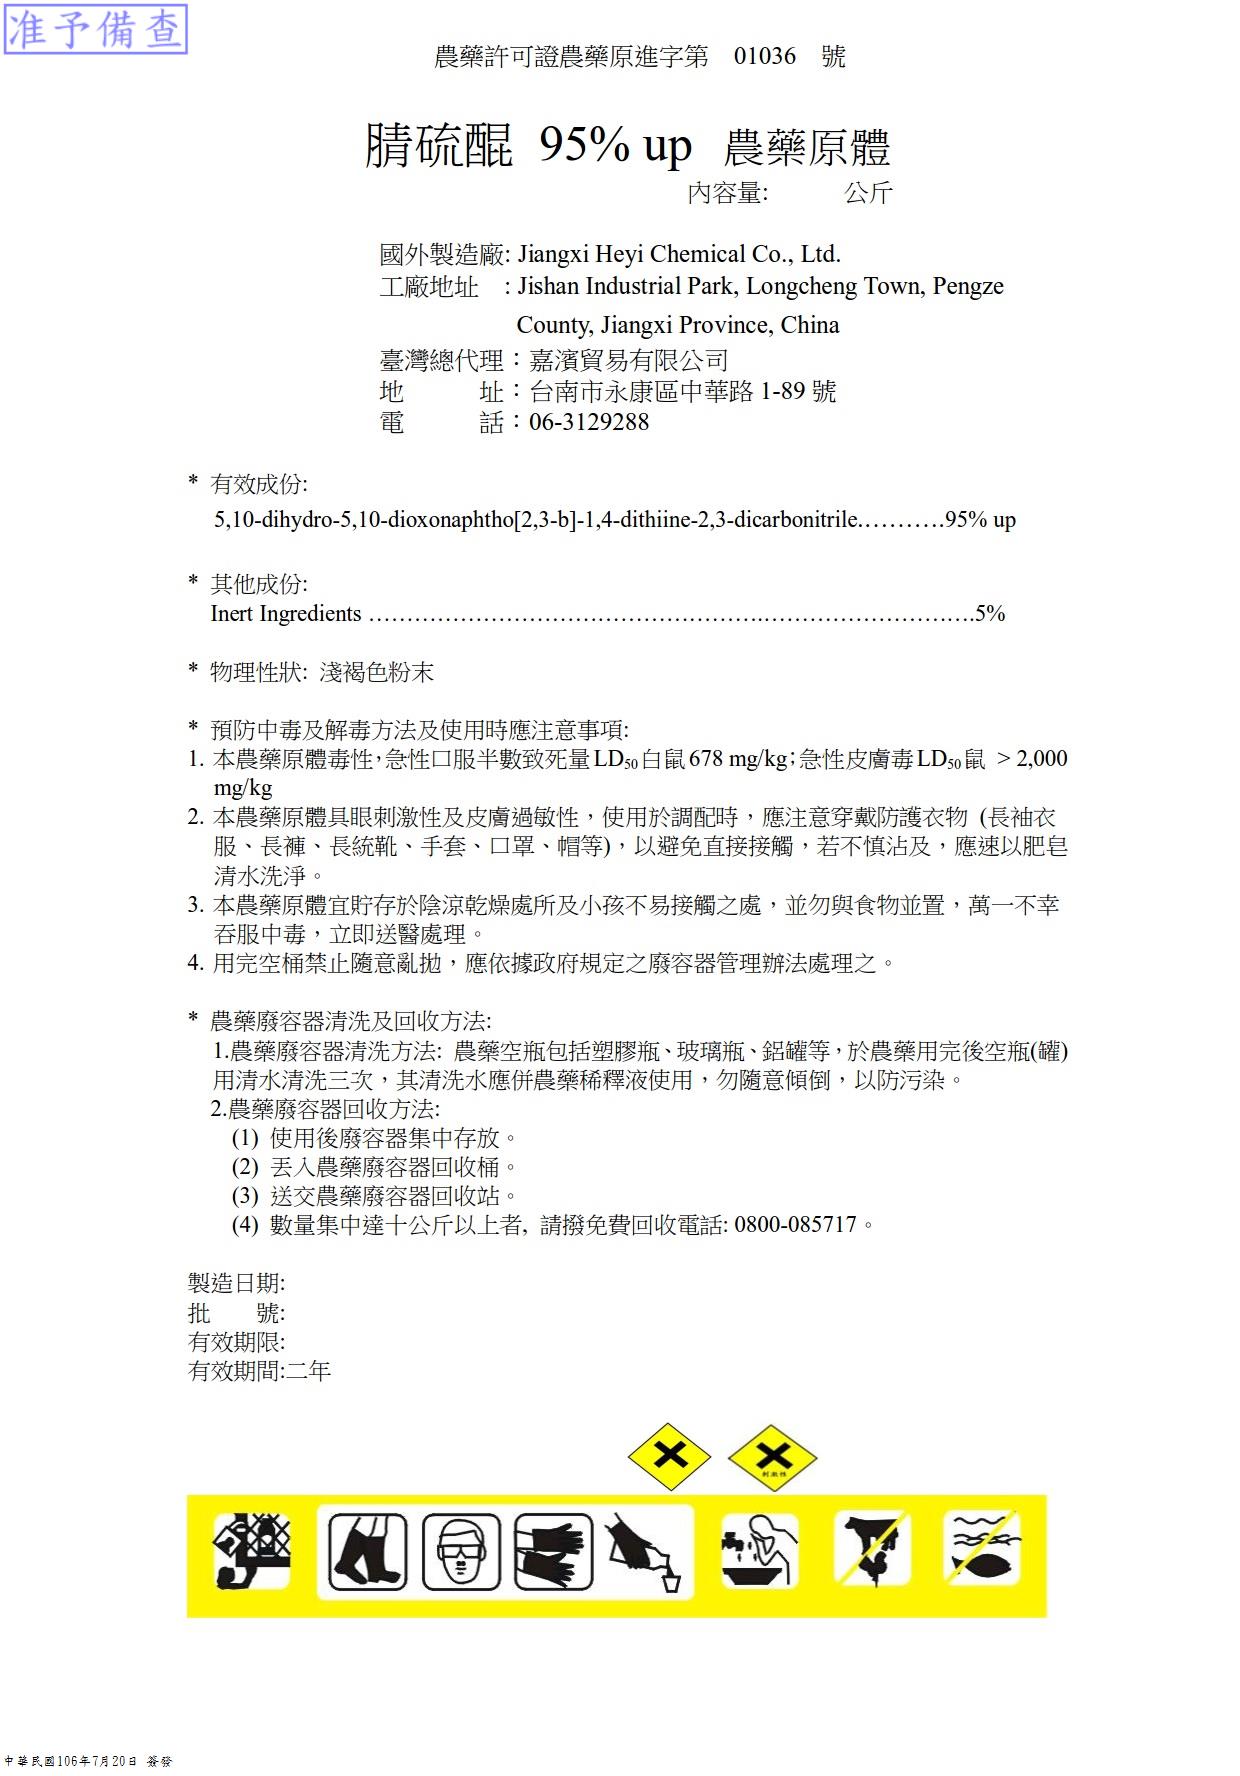 准予備查
農藥許可證農藥原進字第 01036 號
腈硫醌 95% up 農藥原體
內容量: 公斤
國外製造廠: Jiangxi Heyi Chemical Co., Ltd.
工廠地址 : Jishan Industrial Park, Longcheng Town, Pengze
County, Jiangxi Province, China
臺灣總代理：嘉濱貿易有限公司
地 址：台南市永康區中華路 1-89 號
電 話：06-3129288
* 有效成份:
5,10-dihydro-5,10-dioxonaphtho[2,3-b]-1,4-dithiine-2,3-dicarbonitrile.……….95% up
* 其他成份:
Inert Ingredients …………………………………………….…………………….….5%
* 物理性狀: 淺褐色粉末
* 預防中毒及解毒方法及使用時應注意事項:
1. 本農藥原體毒性,急性口服半數致死量 LD50 白鼠 678 mg/kg;急性皮膚毒 LD50 鼠 > 2,000
mg/kg
2. 本農藥原體具眼刺激性及皮膚過敏性，使用於調配時，應注意穿戴防護衣物 (長袖衣
服、長褲、長統靴、手套、口罩、帽等)，以避免直接接觸，若不慎沾及，應速以肥皂
清水洗淨。
3. 本農藥原體宜貯存於陰涼乾燥處所及小孩不易接觸之處，並勿與食物並置，萬一不幸
吞服中毒，立即送醫處理。
4. 用完空桶禁止隨意亂拋，應依據政府規定之廢容器管理辦法處理之。
* 農藥廢容器清洗及回收方法:
1.農藥廢容器清洗方法: 農藥空瓶包括塑膠瓶、玻璃瓶、鋁罐等，於農藥用完後空瓶(罐)
用清水清洗三次，其清洗水應併農藥稀釋液使用，勿隨意傾倒，以防污染。
2.農藥廢容器回收方法:
(1) 使用後廢容器集中存放。
(2) 丟入農藥廢容器回收桶。
(3) 送交農藥廢容器回收站。
(4) 數量集中達十公斤以上者, 請撥免費回收電話: 0800-085717。
製造日期:
批 號:
有效期限:
有效期間:二年
刺激性
中華民國106年7月20日 簽發